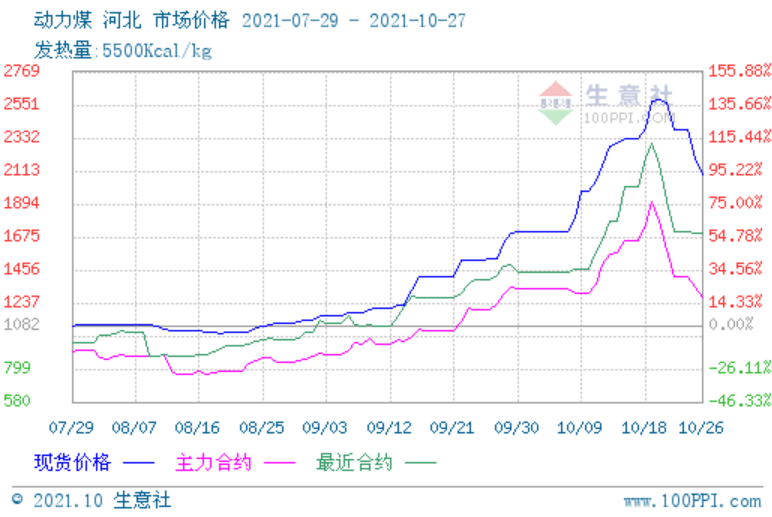 动力煤 河北 市场价格 2021-07-29 - 2021-10-27
发热量:5500Kcal/kg
2769 155.88%
2551 135.66%
生意社
100PPI.COM
2332 115.44%
2113 95.22%
1894 75.00%
1675 54.78%
1456 34.56%
1237 14.33%
1082 0.00%
799 -26.11%
580 -46.33%
07/29 08/07 08/16 08/25 09/03 09/12 09/21 09/30 10/09 10/18 10/26
现货价格 主力合约 最近合约
© 2021.10 生意社 www.100PPI.com